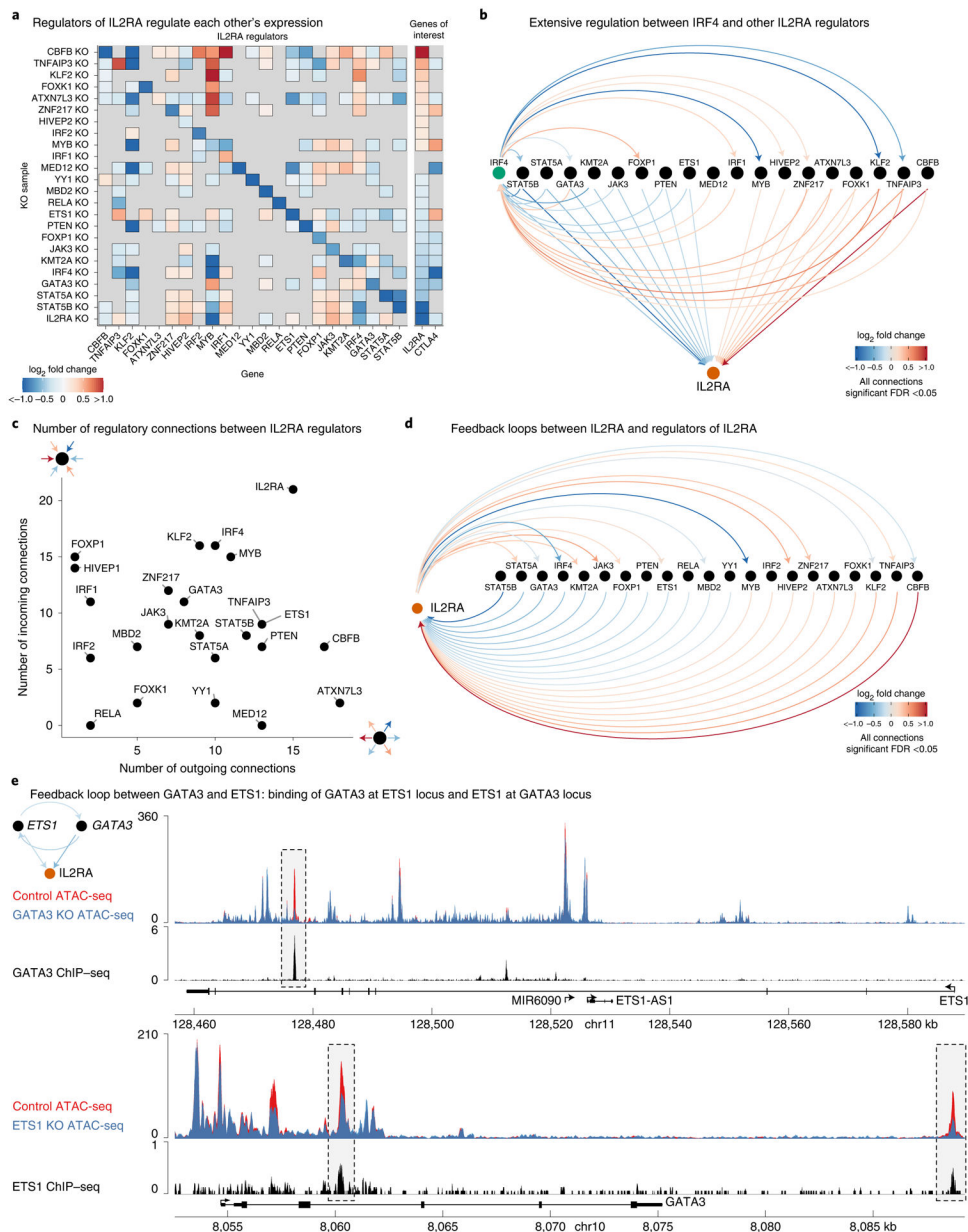 a Regulators of IL2RA regulate each other's expression
IL2RA regulators
Genes of
interest
CBFB KO
TNFAIP3 KO
KLF2 KO
FOXK1 KO
ATXN7L3 KO
ZNF217 KO
HIVEP2 KO
IRF2 KO
MYB KO
IRF1 KO
MED12 KO
YY1 KO
MBD2 KO
RELA KO
ETS1 KO
PTEN KO
FOXP1 KO
JAK3 KO
KMT2A KO
IRF4 KO
GATA3 KO
STAT5A KO
STAT5B KO
IL2RA KO
KO sample
CBFB
TNFAIP3
KLF2
FOXK1
ATXN7L3
ZNF217
HIVEP2
IRF2
MYB
IRF1
MED12
YY1
MBD2
RELA
ETS1
PTEN
FOXP1
JAK3
KMT2A
IRF4
GATA3
STAT5A
STAT5B
IL2RA
CTLA4
Gene
log2 fold change
<–1.0 –0.5 0 0.5 >1.0
b Extensive regulation between IRF4 and other IL2RA regulators
IRF4 STAT5A KMT2A FOXP1 ETS1 IRF1 HIVEP2 ATXN7L3 KLF2 CBFB
STAT5B GATA3 JAK3 PTEN MED12 MYB ZNF217 FOXK1 TNFAIP3
IL2RA
log2 fold change
<–1.0 –0.5 0 0.5 >1.0
All connections
significant FDR <0.05
c Number of regulatory connections between IL2RA regulators
Number of incoming connections
20
15
10
5
0
IL2RA
KLF2
IRF4
MYB
FOXP1
HIVEP1
ZNF217
GATA3
IRF1
TNFAIP3
ETS1
JAK3
KMT2A
STAT5B
MBD2
PTEN
CBFB
IRF2
STAT5A
FOXK1
YY1
ATXN7L3
RELA
MED12
5 10 15
Number of outgoing connections
d Feedback loops between IL2RA and regulators of IL2RA
STAT5A IRF4 JAK3 PTEN RELA YY1 IRF2 ZNF217 FOXK1 TNFAIP3
STAT5B GATA3 KMT2A FOXP1 ETS1 MBD2 MYB HIVEP2 ATXN7L3 KLF2 CBFB
IL2RA
log2 fold change
<–1.0 –0.5 0 0.5 >1.0
All connections
significant FDR <0.05
e Feedback loop between GATA3 and ETS1: binding of GATA3 at ETS1 locus and ETS1 at GATA3 locus
ETS1 GATA3
IL2RA
360
Control ATAC-seq
GATA3 KO ATAC-seq
0
6
GATA3 ChIP–seq
0
MIR6090 ETS1-AS1 ETS1
128,460 128,480 128,500 128,520 chr11 128,540 128,560 128,580 kb
210
Control ATAC-seq
ETS1 KO ATAC-seq
0
1
ETS1 ChIP–seq
0
GATA3
8,055 8,060 8,065 8,070 chr10 8,075 8,080 8,085 kb